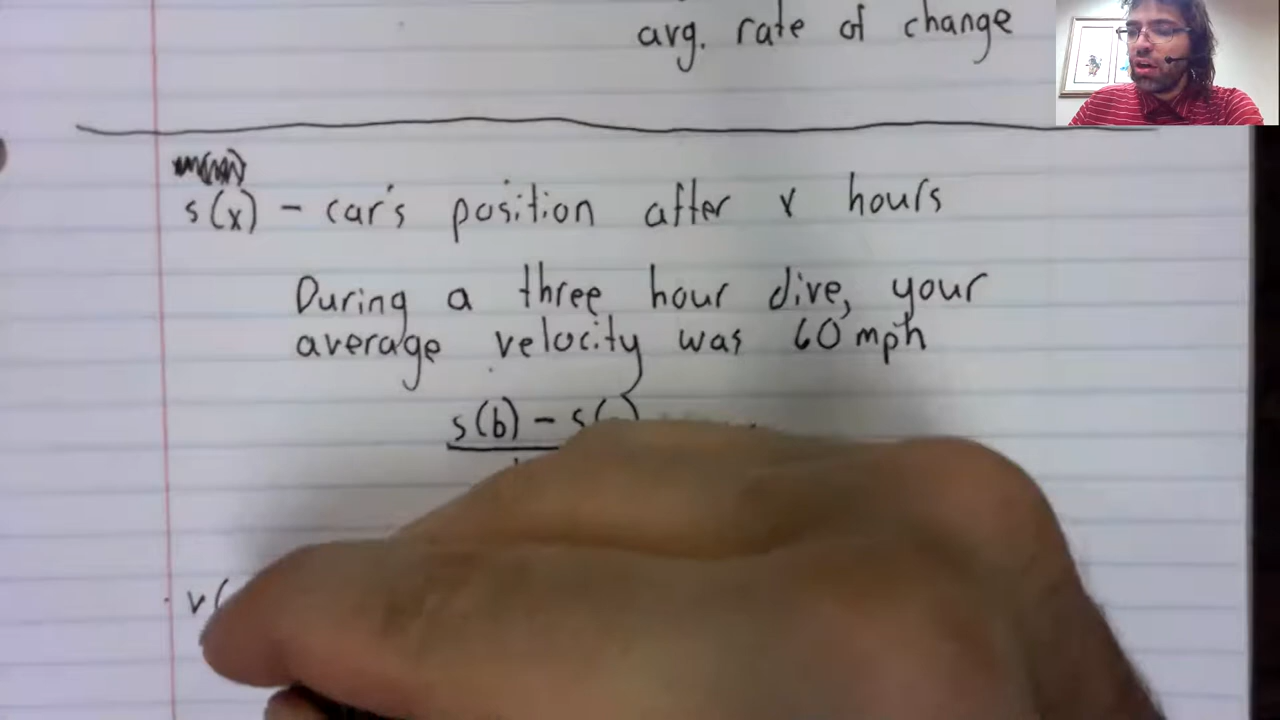 avg. rate of change
s(x) - car's position after x hours
During a three hour dive, your
average velocity was 60 mph
s(b) - s(
v(